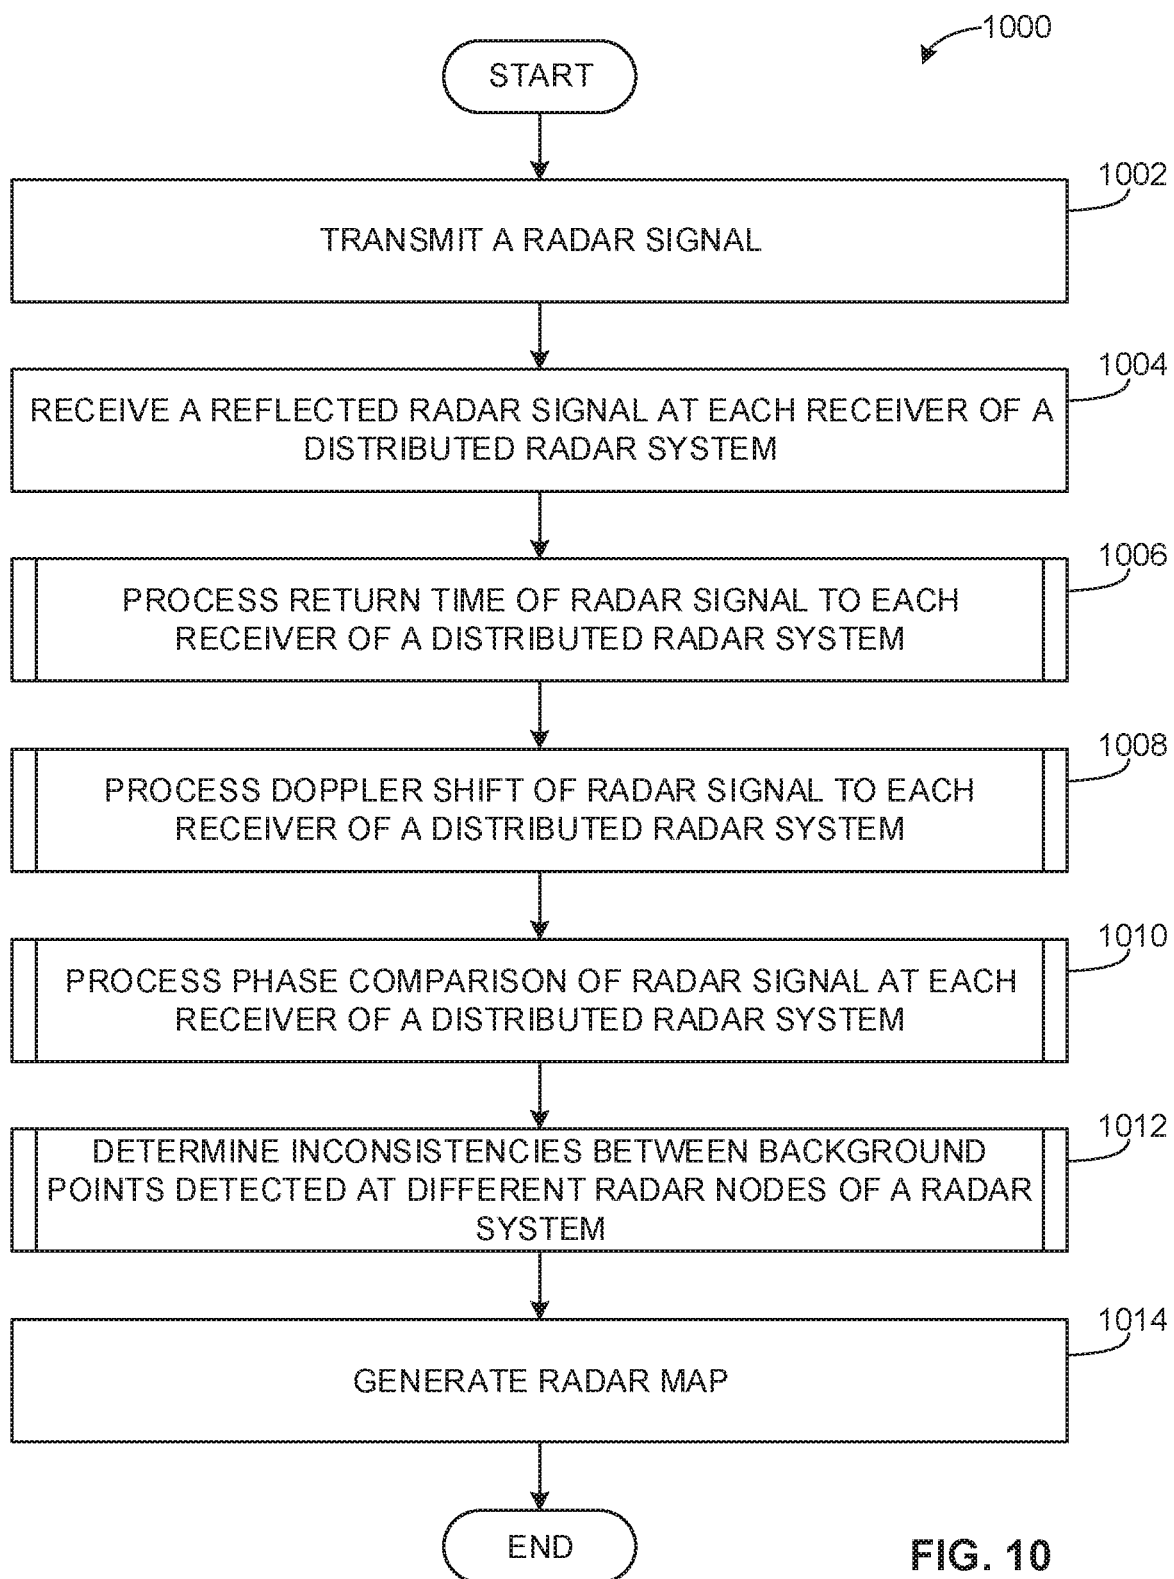 1000
START
1002
TRANSMIT A RADAR SIGNAL
1004
RECEIVE A REFLECTED RADAR SIGNAL AT EACH RECEIVER OF A
DISTRIBUTED RADAR SYSTEM
1006
PROCESS RETURN TIME OF RADAR SIGNAL TO EACH
RECEIVER OF A DISTRIBUTED RADAR SYSTEM
1008
PROCESS DOPPLER SHIFT OF RADAR SIGNAL TO EACH
RECEIVER OF A DISTRIBUTED RADAR SYSTEM
1010
PROCESS PHASE COMPARISON OF RADAR SIGNAL AT EACH
RECEIVER OF A DISTRIBUTED RADAR SYSTEM
1012
DETERMINE INCONSISTENCIES BETWEEN BACKGROUND
POINTS DETECTED AT DIFFERENT RADAR NODES OF A RADAR
SYSTEM
1014
GENERATE RADAR MAP
END
FIG. 10